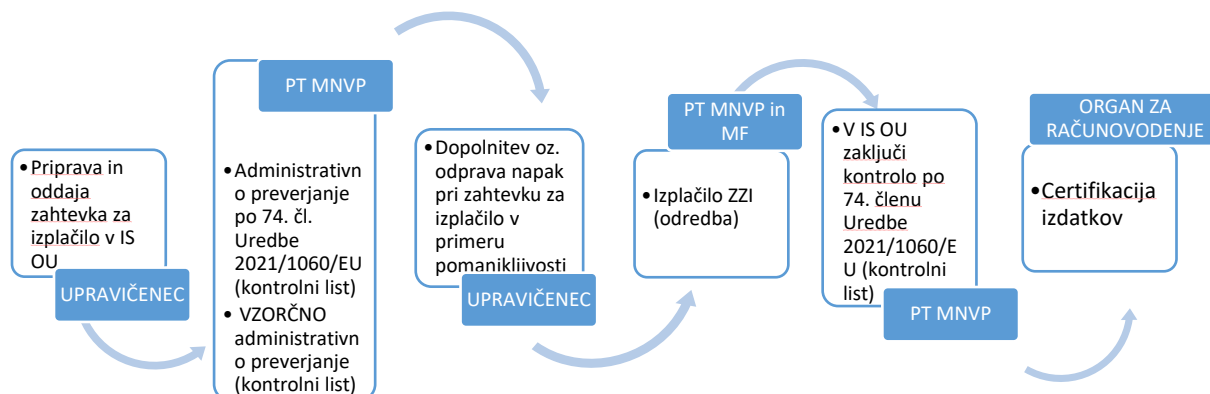 •Priprava in
oddaja
zahtevka za
izplačilo v IS
OU
UPRAVIČENEC
PT MNVP
•Administrativn
o preverjanje
po 74. čl.
Uredbe
2021/1060/EU
(kontrolni list)
• VZORČNO
administrativn
o preverjanje
(kontrolni list)
•Dopolnitev oz.
odprava napak
pri zahtevku za
izplačilo v
primeru
pomanikljivosti
UPRAVIČENEC
PT MNVP in
MF
•Izplačilo ZZI
(odredba)
•V IS OU
zaključi
kontrolo po
74. členu
Uredbe
2021/1060/E
U (kontrolni
list)
PT MNVP
ORGAN ZA
RAČUNOVODENJE
•Certifikacija
izdatkov